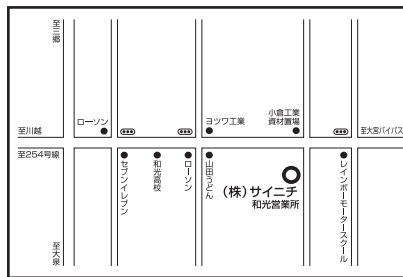 至三郷
ローソン
ヨツワ工業
小倉工業
資材置場
至川越
至大宮バイパス
至254号線
セブンイレブン
和光高校
ローソン
山田うどん
(株)サイニチ
和光営業所
レインボーモータースクール
至大泉